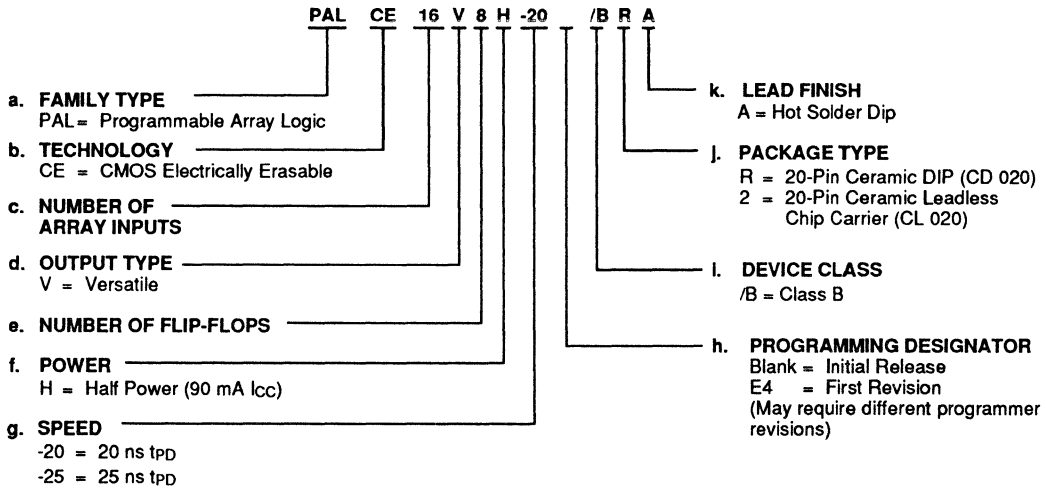 PAL CE 16 V 8 H -20 /B R A
a. FAMILY TYPE
PAL= Programmable Array Logic
b. TECHNOLOGY
CE = CMOS Electrically Erasable
c. NUMBER OF
ARRAY INPUTS
d. OUTPUT TYPE
V = Versatile
e. NUMBER OF FLIP-FLOPS
f. POWER
H = Half Power (90 mA ICC)
g. SPEED
-20 = 20 ns tPD
-25 = 25 ns tPD
k. LEAD FINISH
A = Hot Solder Dip
j. PACKAGE TYPE
R = 20-Pin Ceramic DIP (CD 020)
2 = 20-Pin Ceramic Leadless
Chip Carrier (CL 020)
i. DEVICE CLASS
/B = Class B
h. PROGRAMMING DESIGNATOR
Blank = Initial Release
E4 = First Revision
(May require different programmer
revisions)